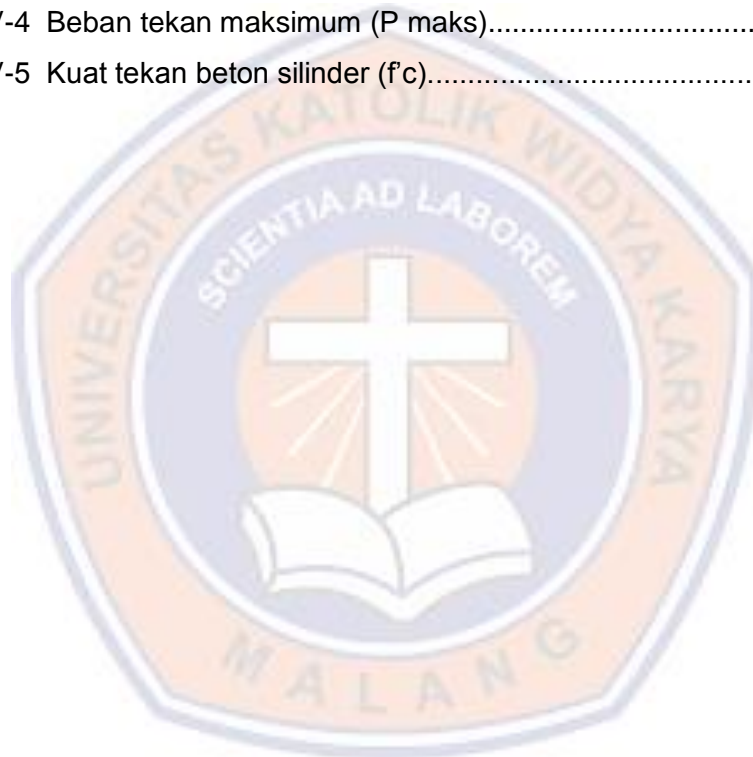 V-4 Beban tekan maksimum (P maks)................................
V-5 Kuat tekan beton silinder (f'c)........................................
UNIVERSITAS KATOLIK WIDYA KARYA
SCIENTIA AD LABOREM
MALANG